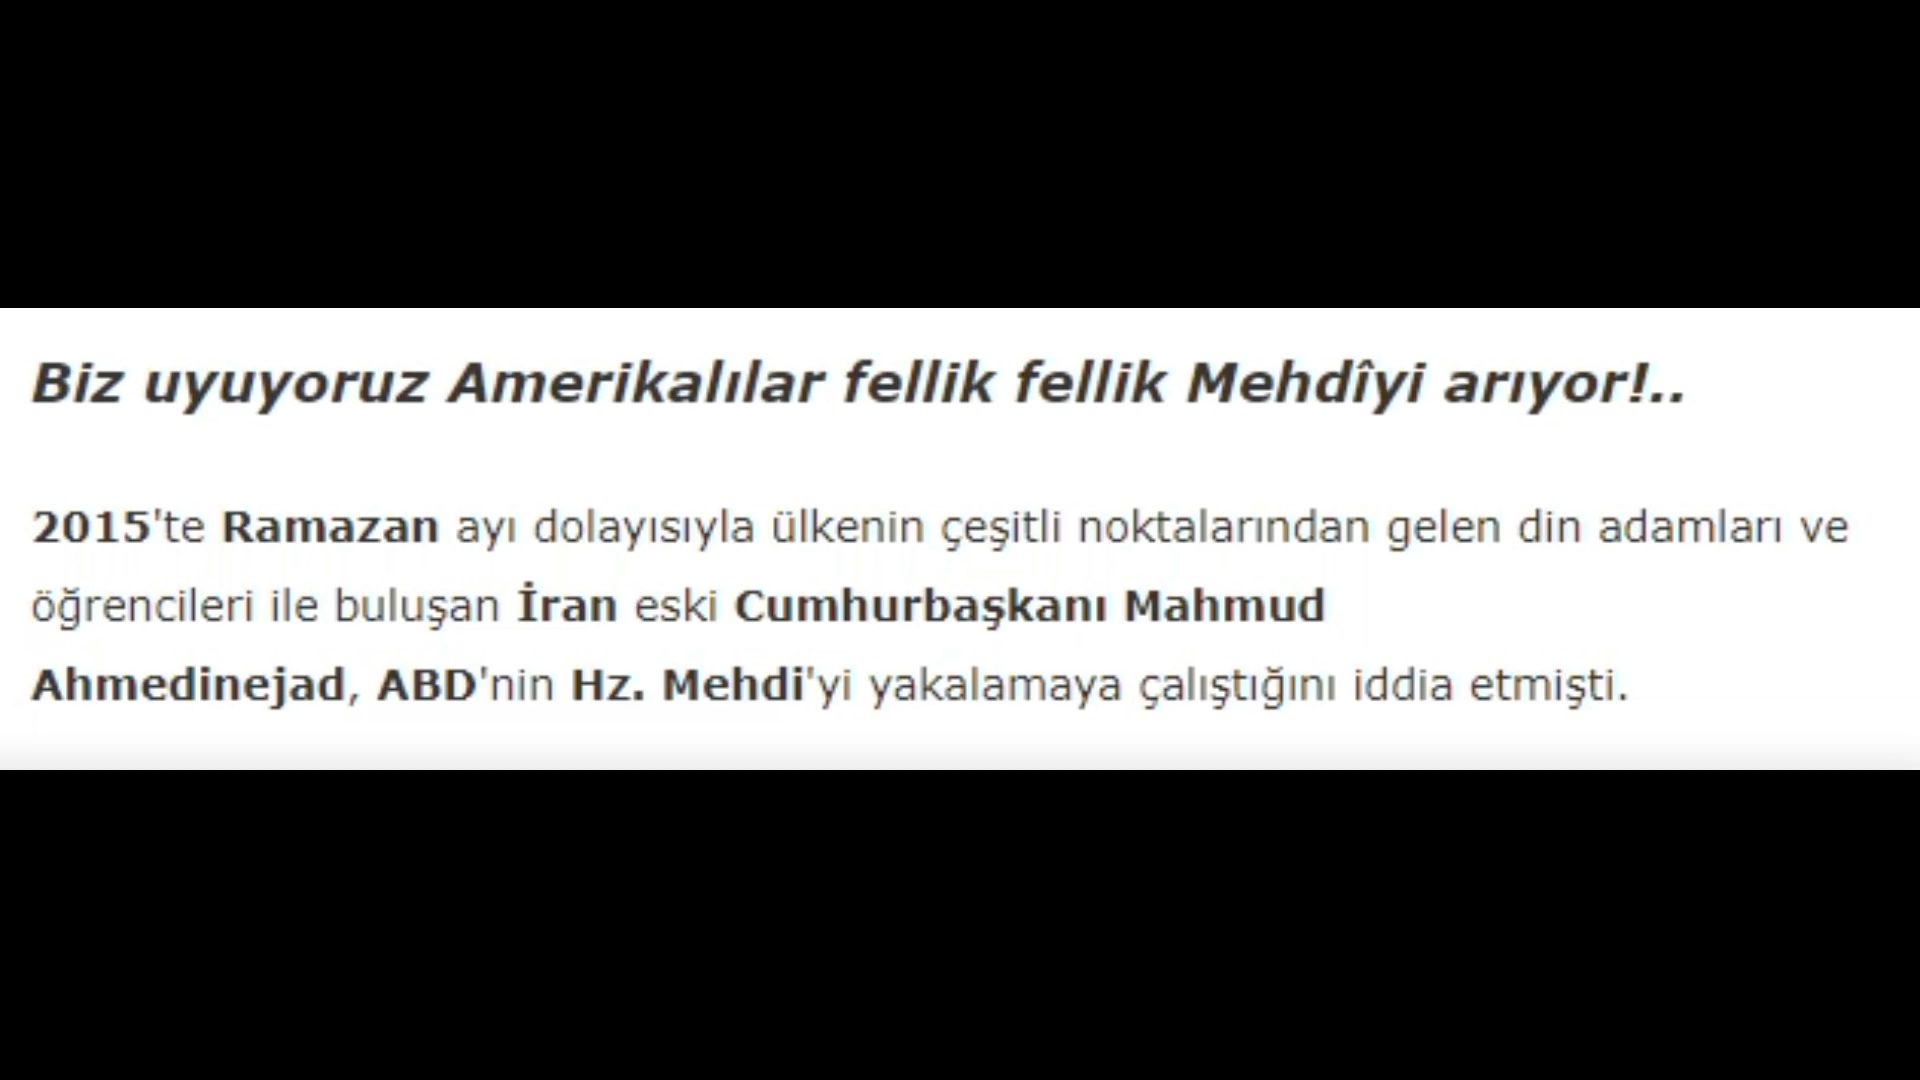 Biz uyuyoruz Amerikalılar fellik fellik Mehdîyi arıyor!..
2015'te Ramazan ayı dolayısıyla ülkenin çeşitli noktalarından gelen din adamları ve
öğrencileri ile buluşan İran eski Cumhurbaşkanı Mahmud
Ahmedinejad, ABD'nin Hz. Mehdi'yi yakalamaya çalıştığını iddia etmişti.